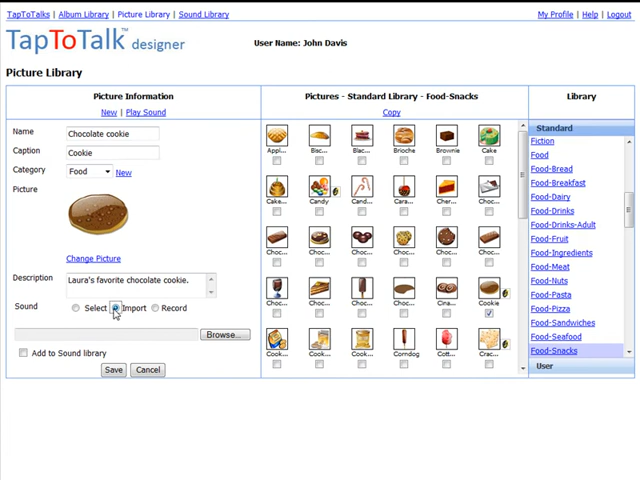 TapToTalks | Album Library | Picture Library | Sound Library
My Profile | Help | Logout
TapToTalk™ designer
User Name: John Davis
Picture Library
Picture Information
New | Play Sound
Name Chocolate cookie
Caption Cookie
Category Food New
Picture
Change Picture
Description Laura's favorite chocolate cookie.
Sound Select Import Record
Browse...
Add to Sound library
Save Cancel
Pictures - Standard Library - Food-Snacks
Copy
Appl... Bisc... Blac... Brioche Brownie Cake
Cake... Candy Cand... Cara... Cher... Choc...
Choc... Choc... Choc... Choc... Choc... Choc...
Choc... Choc... Choc... Choc... Cina... Cookie
Cook... Cook... Cook... Corndog Cott... Crac...
Library
Standard
Fiction
Food
Food-Bread
Food-Breakfast
Food-Dairy
Food-Drinks
Food-Drinks-Adult
Food-Fruit
Food-Ingredients
Food-Meat
Food-Nuts
Food-Pasta
Food-Pizza
Food-Sandwiches
Food-Seafood
Food-Snacks
User